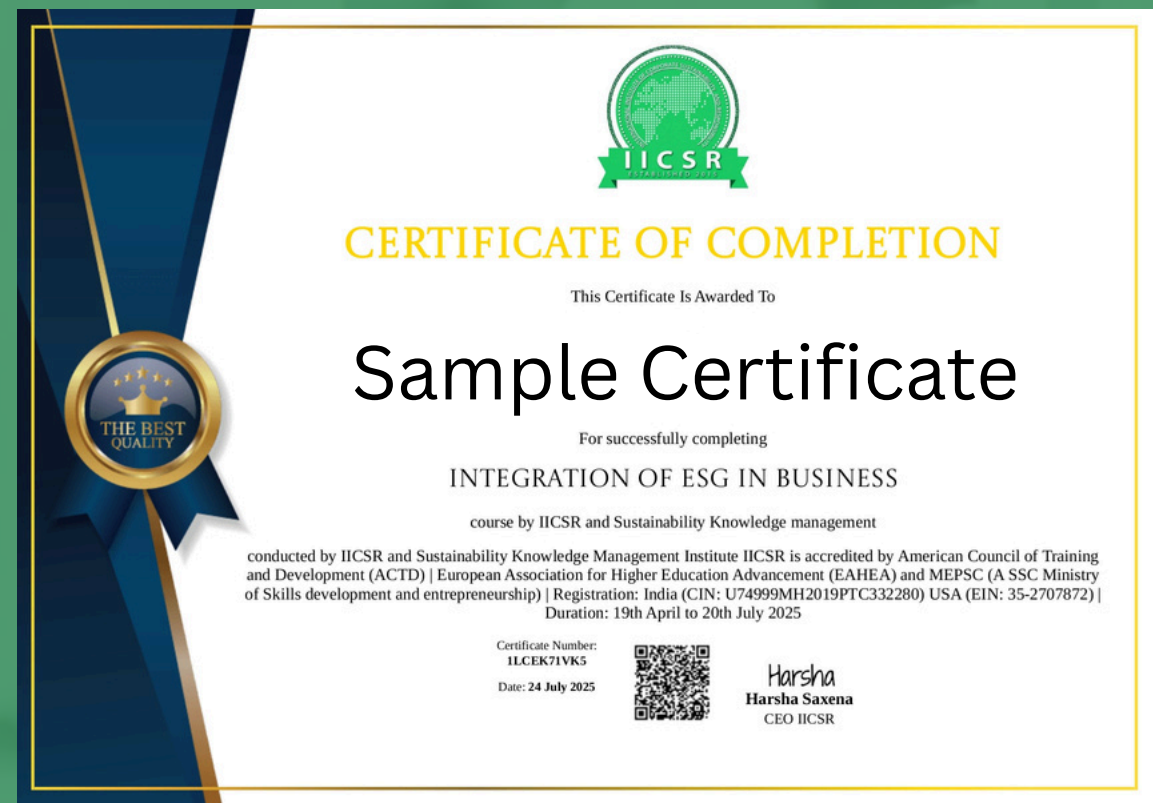 IICSR
ESTABLISHED 2015
CERTIFICATE OF COMPLETION
This Certificate Is Awarded To
Sample Certificate
THE BEST
QUALITY
For successfully completing
INTEGRATION OF ESG IN BUSINESS
course by IICSR and Sustainability Knowledge management
conducted by IICSR and Sustainability Knowledge Management Institute IICSR is accredited by American Council of Training
and Development (ACTD) | European Association for Higher Education Advancement (EAHEA) and MEPSC (A SSC Ministry
of Skills development and entrepreneurship) | Registration: India (CIN: U74999MH2019PTC332280) USA (EIN: 35-2707872) |
Duration: 19th April to 20th July 2025
Certificate Number:
1LCEK71VK5
Date: 24 July 2025
Harsha
Harsha Saxena
CEO IICSR